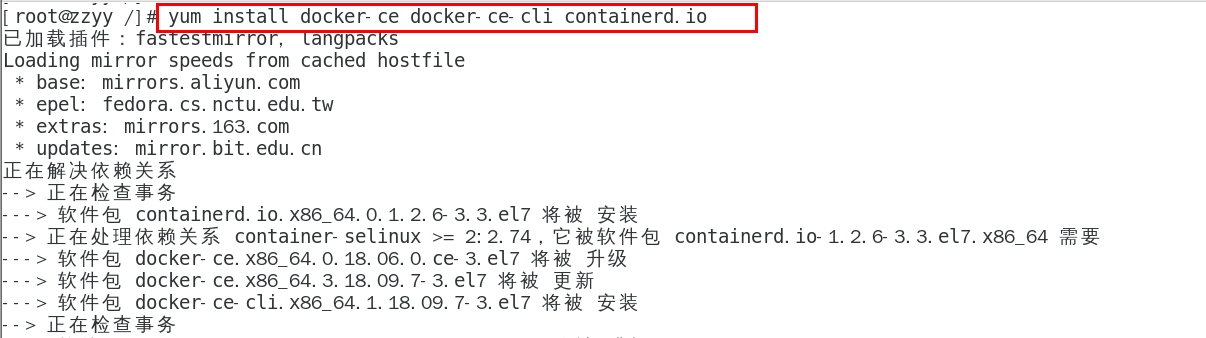 [root@zzyy /]# yum install docker-ce docker-ce-cli containerd.io
已加载插件：fastestmirror, langpacks
Loading mirror speeds from cached hostfile
 * base: mirrors.aliyun.com
 * epel: fedora.cs.nctu.edu.tw
 * extras: mirrors.163.com
 * updates: mirror.bit.edu.cn
正在解决依赖关系
--> 正在检查事务
---> 软件包 containerd.io.x86_64.0.1.2.6-3.3.el7 将被 安装
--> 正在处理依赖关系 container-selinux >= 2:2.74，它被软件包 containerd.io-1.2.6-3.3.el7.x86_64 需要
---> 软件包 docker-ce.x86_64.0.18.06.0.ce-3.el7 将被 升级
---> 软件包 docker-ce.x86_64.3.18.09.7-3.el7 将被 更新
---> 软件包 docker-ce-cli.x86_64.1.18.09.7-3.el7 将被 安装
--> 正在检查事务